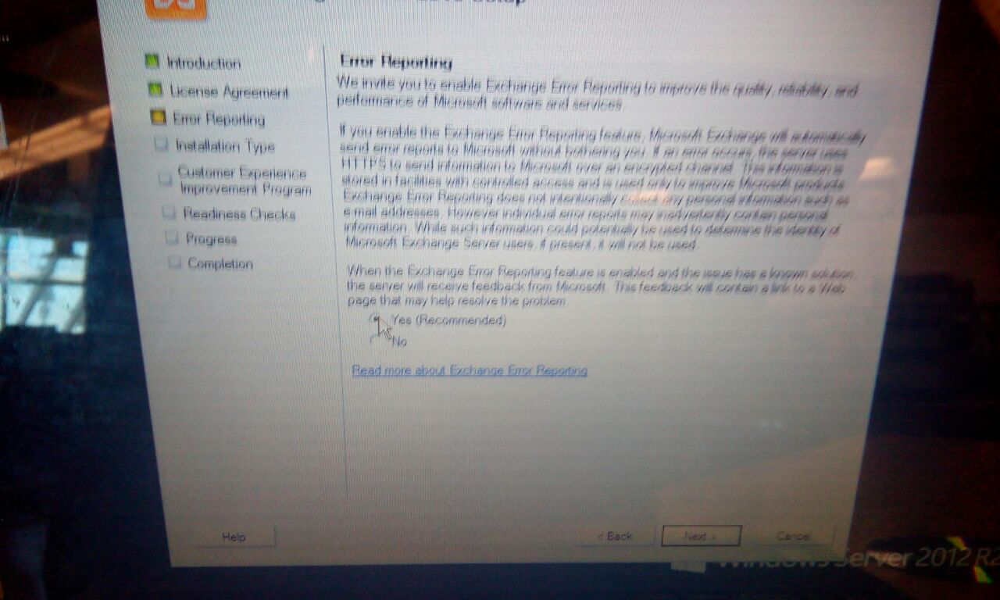 Setup
Introduction
License Agreement
Error Reporting
Installation Type
Customer Experience
Improvement Program
Readiness Checks
Progress
Completion
Error Reporting
We invite you to enable Exchange Error Reporting to improve the quality, reliability, and
performance of Microsoft software and services.
If you enable the Exchange Error Reporting feature, Microsoft Exchange will automatically
send error reports to Microsoft without bothering you. If an error occurs, the server uses
HTTPS to send information to Microsoft over an encrypted channel. This information is
stored in facilities with controlled access and is used only to improve Microsoft products.
Exchange Error Reporting does not intentionally collect any personal information such as
e-mail addresses. However individual error reports may inadvertently contain personal
information. While such information could potentially be used to determine the identity of
Microsoft Exchange Server users, if present, it will not be used.
When the Exchange Error Reporting feature is enabled and the issue has a known solution,
the server will receive feedback from Microsoft. This feedback will contain a link to a Web
page that may help resolve the problem.
Yes (Recommended)
No
Read more about Exchange Error Reporting
Help
< Back
Next >
Cancel
Windows Server 2012 R2